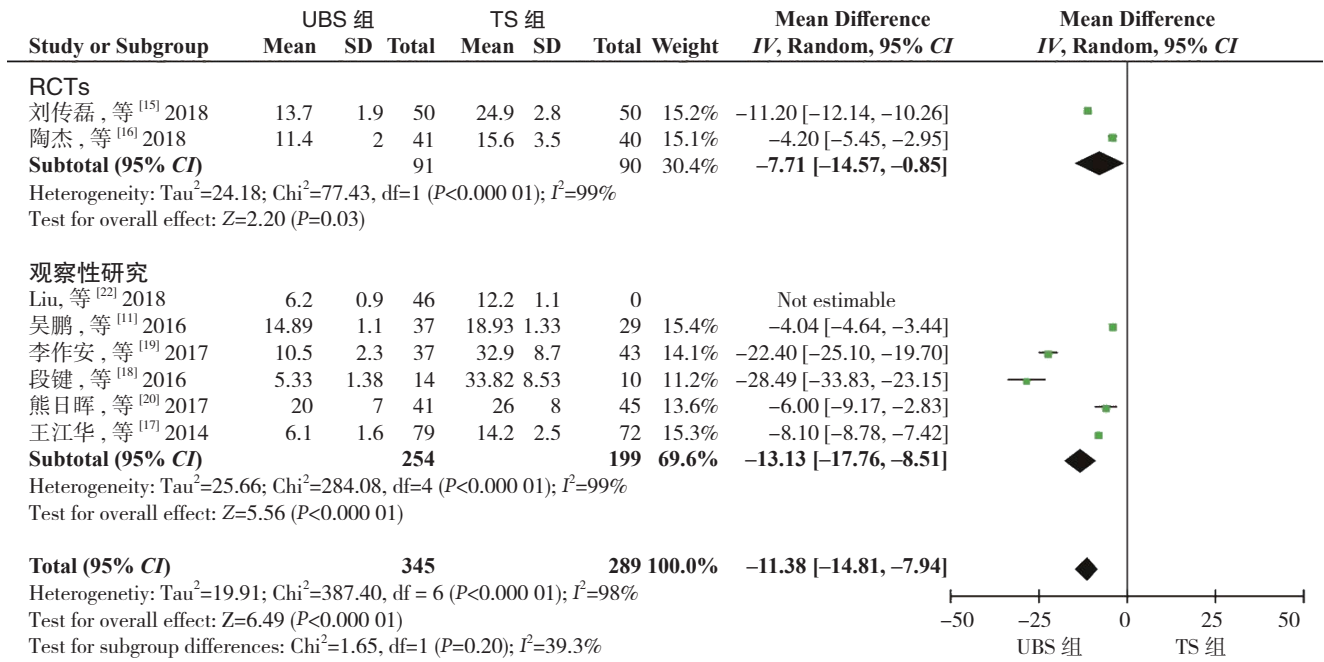 UBS 组 TS 组 Mean Difference Mean Difference
Study or Subgroup Mean SD Total Mean SD Total Weight IV, Random, 95% CI IV, Random, 95% CI
RCTs
刘传磊 , 等 [15] 2018 13.7 1.9 50 24.9 2.8 50 15.2% −11.20 [−12.14, −10.26]
陶杰 , 等 [16] 2018 11.4 2 41 15.6 3.5 40 15.1% −4.20 [−5.45, −2.95]
Subtotal (95% CI) 91 90 30.4% −7.71 [−14.57, −0.85]
Heterogeneity: Tau²=24.18; Chi²=77.43, df=1 (P<0.000 01); I²=99%
Test for overall effect: Z=2.20 (P=0.03)
观察性研究
Liu, 等 [22] 2018 6.2 0.9 46 12.2 1.1 0 Not estimable
吴鹏 , 等 [11] 2016 14.89 1.1 37 18.93 1.33 29 15.4% −4.04 [−4.64, −3.44]
李作安 , 等 [19] 2017 10.5 2.3 37 32.9 8.7 43 14.1% −22.40 [−25.10, −19.70]
段键 , 等 [18] 2016 5.33 1.38 14 33.82 8.53 10 11.2% −28.49 [−33.83, −23.15]
熊日晖 , 等 [20] 2017 20 7 41 26 8 45 13.6% −6.00 [−9.17, −2.83]
王江华 , 等 [17] 2014 6.1 1.6 79 14.2 2.5 72 15.3% −8.10 [−8.78, −7.42]
Subtotal (95% CI) 254 199 69.6% −13.13 [−17.76, −8.51]
Heterogeneity: Tau²=25.66; Chi²=284.08, df=4 (P<0.000 01); I²=99%
Test for overall effect: Z=5.56 (P<0.000 01)
Total (95% CI) 345 289 100.0% −11.38 [−14.81, −7.94]
Heterogenetiy: Tau²=19.91; Chi²=387.40, df = 6 (P<0.000 01); I²=98%
Test for overall effect: Z=6.49 (P<0.000 01)
Test for subgroup differences: Chi²=1.65, df=1 (P=0.20); I²=39.3%
−50 −25 0 25 50
UBS 组 TS 组